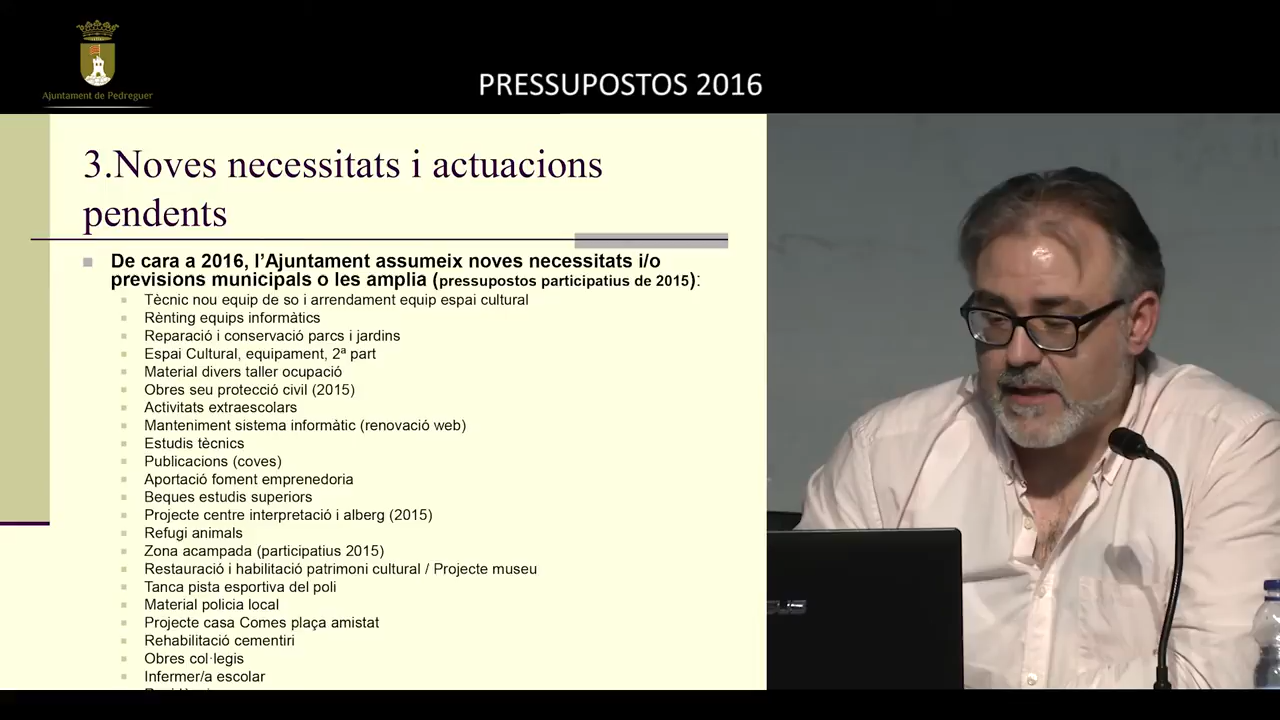 Ajuntament de Pedreguer
PRESSUPOSTOS 2016
3.Noves necessitats i actuacions
pendents
De cara a 2016, l’Ajuntament assumeix noves necessitats i/o
previsions municipals o les amplia (pressupostos participatius de 2015):
Tècnic nou equip de so i arrendament equip espai cultural
Rènting equips informàtics
Reparació i conservació parcs i jardins
Espai Cultural, equipament, 2ª part
Material divers taller ocupació
Obres seu protecció civil (2015)
Activitats extraescolars
Manteniment sistema informàtic (renovació web)
Estudis tècnics
Publicacions (coves)
Aportació foment emprenedoria
Beques estudis superiors
Projecte centre interpretació i alberg (2015)
Refugi animals
Zona acampada (participatius 2015)
Restauració i habilitació patrimoni cultural / Projecte museu
Tanca pista esportiva del poli
Material policia local
Projecte casa Comes plaça amistat
Rehabilitació cementiri
Obres col·legis
Infermer/a escolar